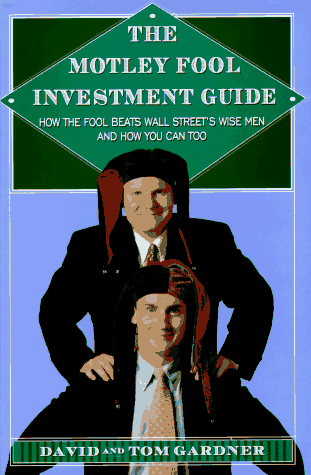 THE
MOTLEY FOOL
INVESTMENT GUIDE
HOW THE FOOL BEATS WALL STREET'S WISE MEN
AND HOW YOU CAN TOO
DAVID AND TOM GARDNER